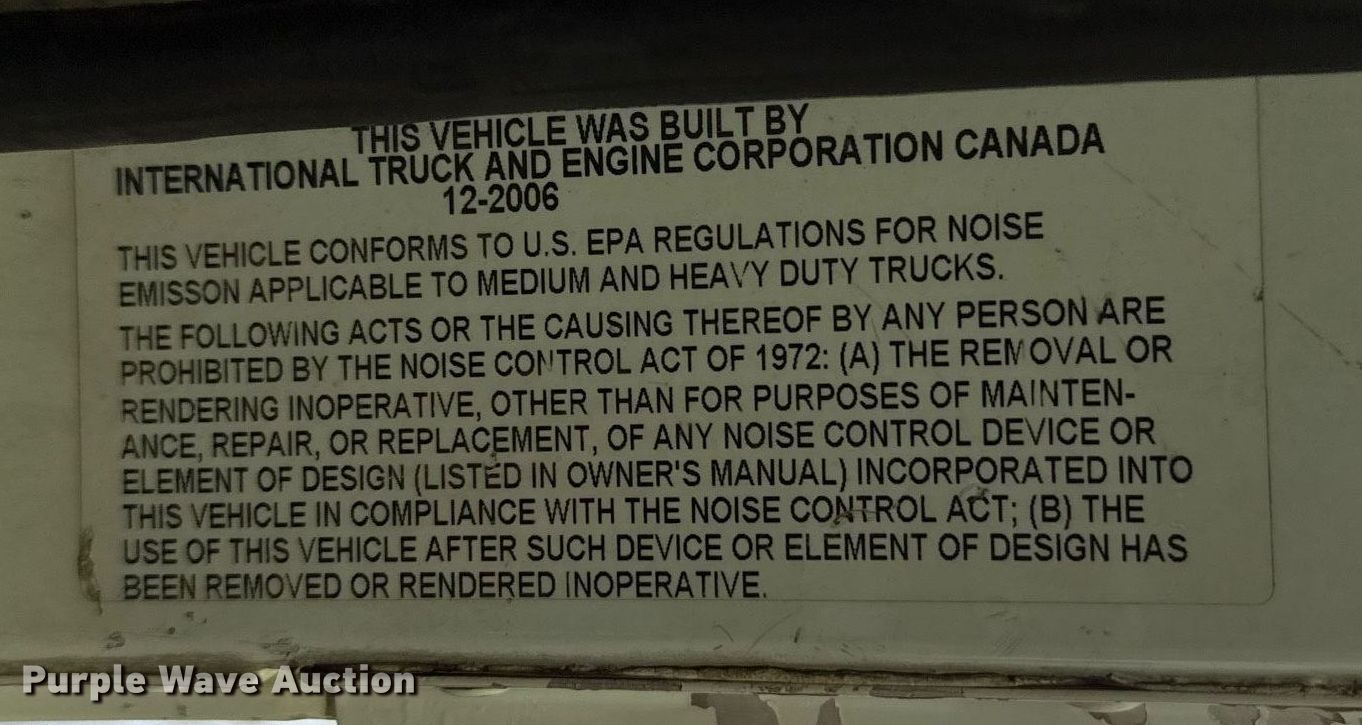 THIS VEHICLE WAS BUILT BY
INTERNATIONAL TRUCK AND ENGINE CORPORATION CANADA
12-2006
THIS VEHICLE CONFORMS TO U.S. EPA REGULATIONS FOR NOISE
EMISSON APPLICABLE TO MEDIUM AND HEAVY DUTY TRUCKS.
THE FOLLOWING ACTS OR THE CAUSING THEREOF BY ANY PERSON ARE
PROHIBITED BY THE NOISE CONTROL ACT OF 1972: (A) THE REMOVAL OR
RENDERING INOPERATIVE, OTHER THAN FOR PURPOSES OF MAINTEN-
ANCE, REPAIR, OR REPLACEMENT, OF ANY NOISE CONTROL DEVICE OR
ELEMENT OF DESIGN (LISTED IN OWNER'S MANUAL) INCORPORATED INTO
THIS VEHICLE IN COMPLIANCE WITH THE NOISE CONTROL ACT; (B) THE
USE OF THIS VEHICLE AFTER SUCH DEVICE OR ELEMENT OF DESIGN HAS
BEEN REMOVED OR RENDERED INOPERATIVE.
Purple Wave Auction